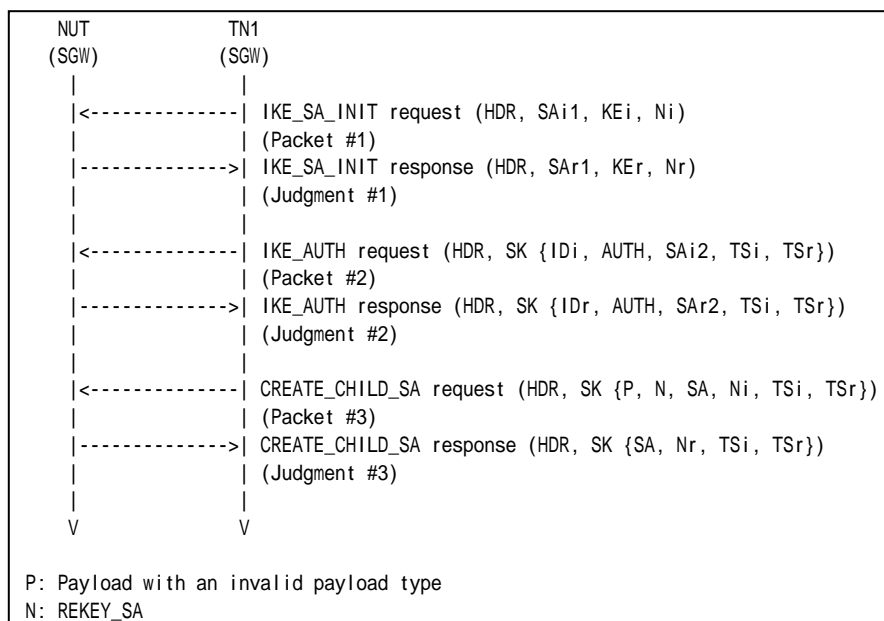 NUT TN1
(SGW) (SGW)
| |
|<--------------| IKE_SA_INIT request (HDR, SAi1, KEi, Ni)
| | (Packet #1)
|-------------->| IKE_SA_INIT response (HDR, SAr1, KEr, Nr)
| | (Judgment #1)
| |
|<--------------| IKE_AUTH request (HDR, SK {IDi, AUTH, SAi2, TSi, TSr})
| | (Packet #2)
|-------------->| IKE_AUTH response (HDR, SK {IDr, AUTH, SAr2, TSi, TSr})
| | (Judgment #2)
| |
|<--------------| CREATE_CHILD_SA request (HDR, SK {P, N, SA, Ni, TSi, TSr})
| | (Packet #3)
|-------------->| CREATE_CHILD_SA response (HDR, SK {SA, Nr, TSi, TSr})
| | (Judgment #3)
| |
V V
P: Payload with an invalid payload type
N: REKEY_SA